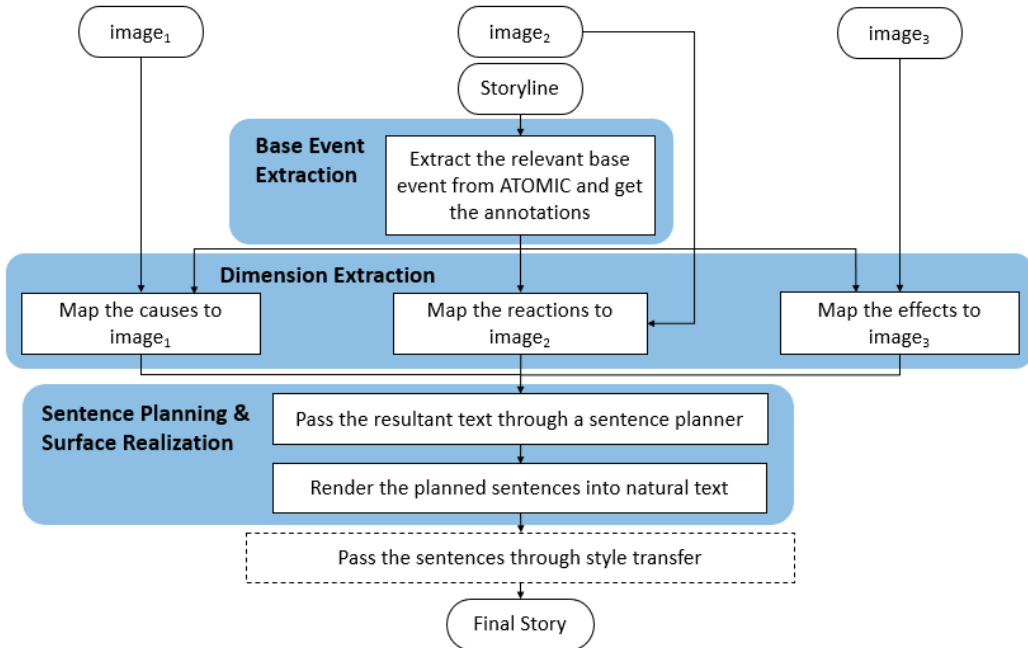 image₁
image₂
image₃
Storyline
Base Event
Extraction
Extract the relevant base
event from ATOMIC and get
the annotations
Dimension Extraction
Map the causes to
image₁
Map the reactions to
image₂
Map the effects to
image₃
Sentence Planning &
Surface Realization
Pass the resultant text through a sentence planner
Render the planned sentences into natural text
Pass the sentences through style transfer
Final Story